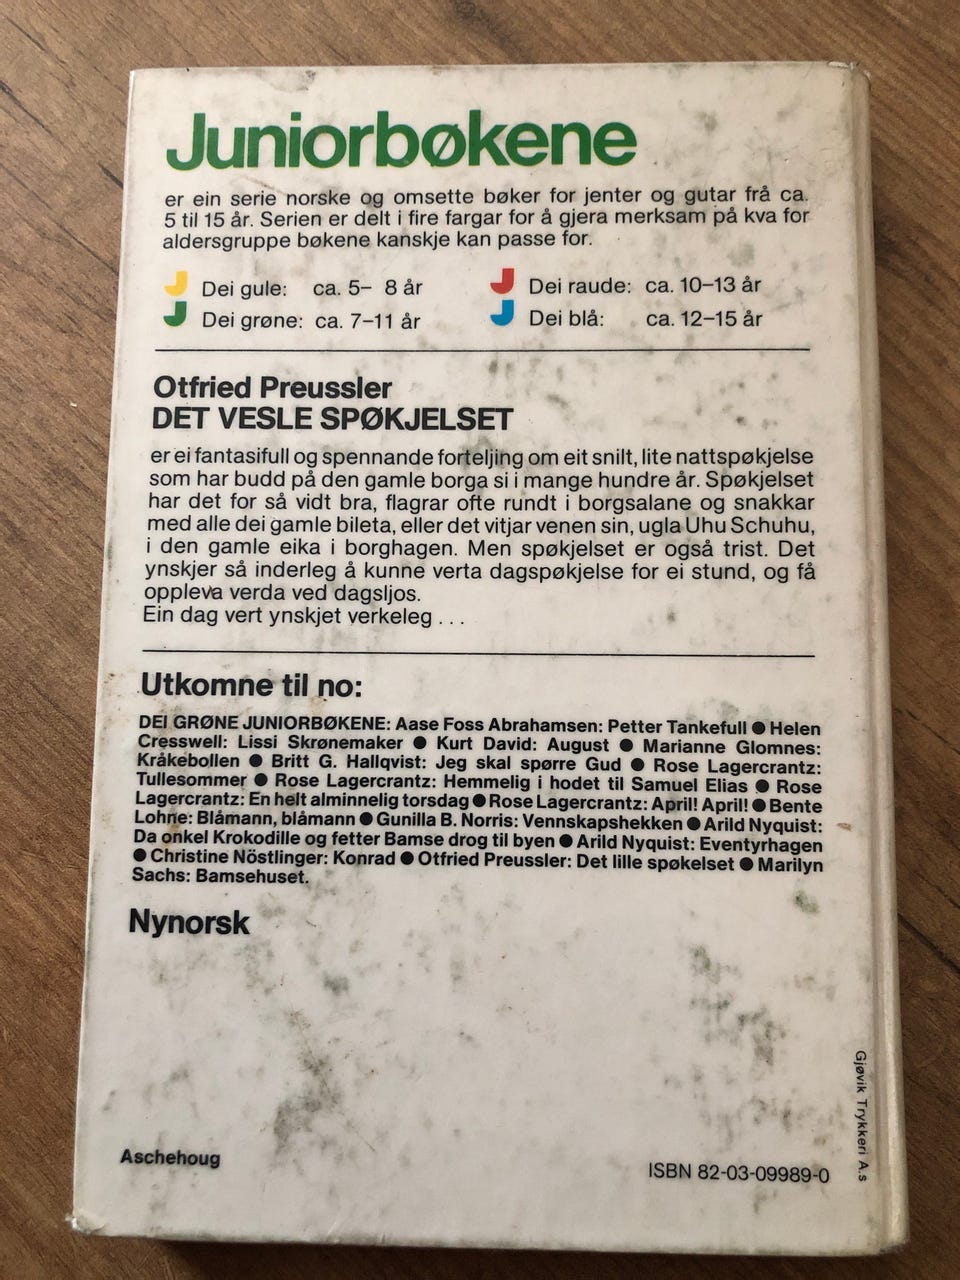 Juniorbøkene
er ein serie norske og omsette bøker for jenter og gutar frå ca.
5 til 15 år. Serien er delt i fire fargar for å gjera merksam på kva for
aldersgruppe bøkene kanskje kan passe for.
Dei gule: ca. 5– 8 år
Dei raude: ca. 10–13 år
Dei grøne: ca. 7–11 år
Dei blå: ca. 12–15 år
Otfried Preussler
DET VESLE SPØKJELSET
er ei fantasifull og spennande forteljing om eit snilt, lite nattspøkjelse
som har budd på den gamle borga si i mange hundre år. Spøkjelset
har det for så vidt bra, flagrar ofte rundt i borgsalane og snakkar
med alle dei gamle bileta, eller det vitjar venen sin, ugla Uhu Schuhu,
i den gamle eika i borghagen. Men spøkjelset er også trist. Det
ynskjer så inderleg å kunne verta dagspøkjelse for ei stund, og få
oppleva verda ved dagsljos.
Ein dag vert ynskjet verkeleg . . .
Utkomne til no:
DEI GRØNE JUNIORBØKENE: Aase Foss Abrahamsen: Petter Tankefull ● Helen
Cresswell: Lissi Skrønemaker ● Kurt David: August ● Marianne Glomnes:
Kråkebollen ● Britt G. Hallqvist: Jeg skal spørre Gud ● Rose Lagercrantz:
Tullesommer ● Rose Lagercrantz: Hemmelig i hodet til Samuel Elias ● Rose
Lagercrantz: En helt alminnelig torsdag ● Rose Lagercrantz: April! April! ● Bente
Lohne: Blåmann, blåmann ● Gunilla B. Norris: Vennskapshekken ● Arild Nyquist:
Da onkel Krokodille og fetter Bamse drog til byen ● Arild Nyquist: Eventyrhagen
● Christine Nöstlinger: Konrad ● Otfried Preussler: Det lille spøkelset ● Marilyn
Sachs: Bamsehuset.
Nynorsk
Aschehoug
ISBN 82-03-09989-0
Gjøvik Trykkeri A.s